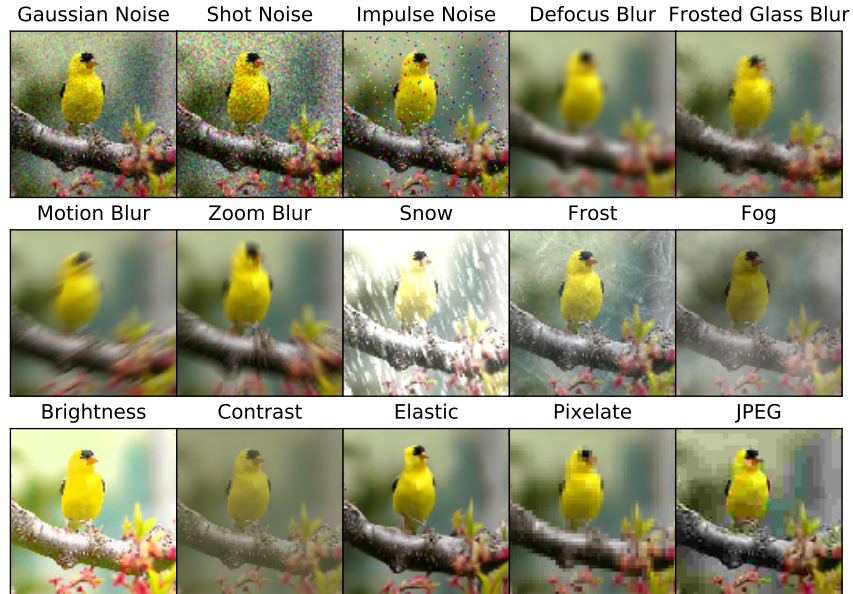 Gaussian Noise Shot Noise Impulse Noise Defocus Blur Frosted Glass Blur
Motion Blur Zoom Blur Snow Frost Fog
Brightness Contrast Elastic Pixelate JPEG